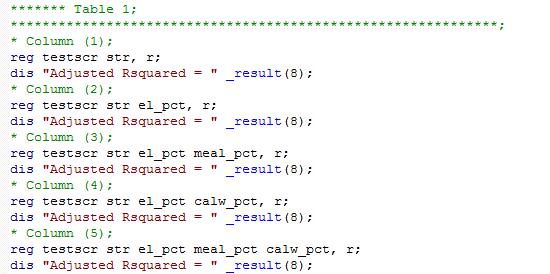 ******* Table 1;
*************************************************************;
* Column (1);
reg testscr str, r;
dis "Adjusted Rsquared = " _result(8);
* Column (2);
reg testscr str el_pct, r;
dis "Adjusted Rsquared = " _result(8);
* Column (3);
reg testscr str el_pct meal_pct, r;
dis "Adjusted Rsquared = " _result(8);
* Column (4);
reg testscr str el_pct calw_pct, r;
dis "Adjusted Rsquared = " _result(8);
* Column (5);
reg testscr str el_pct meal_pct calw_pct, r;
dis "Adjusted Rsquared = " _result(8);